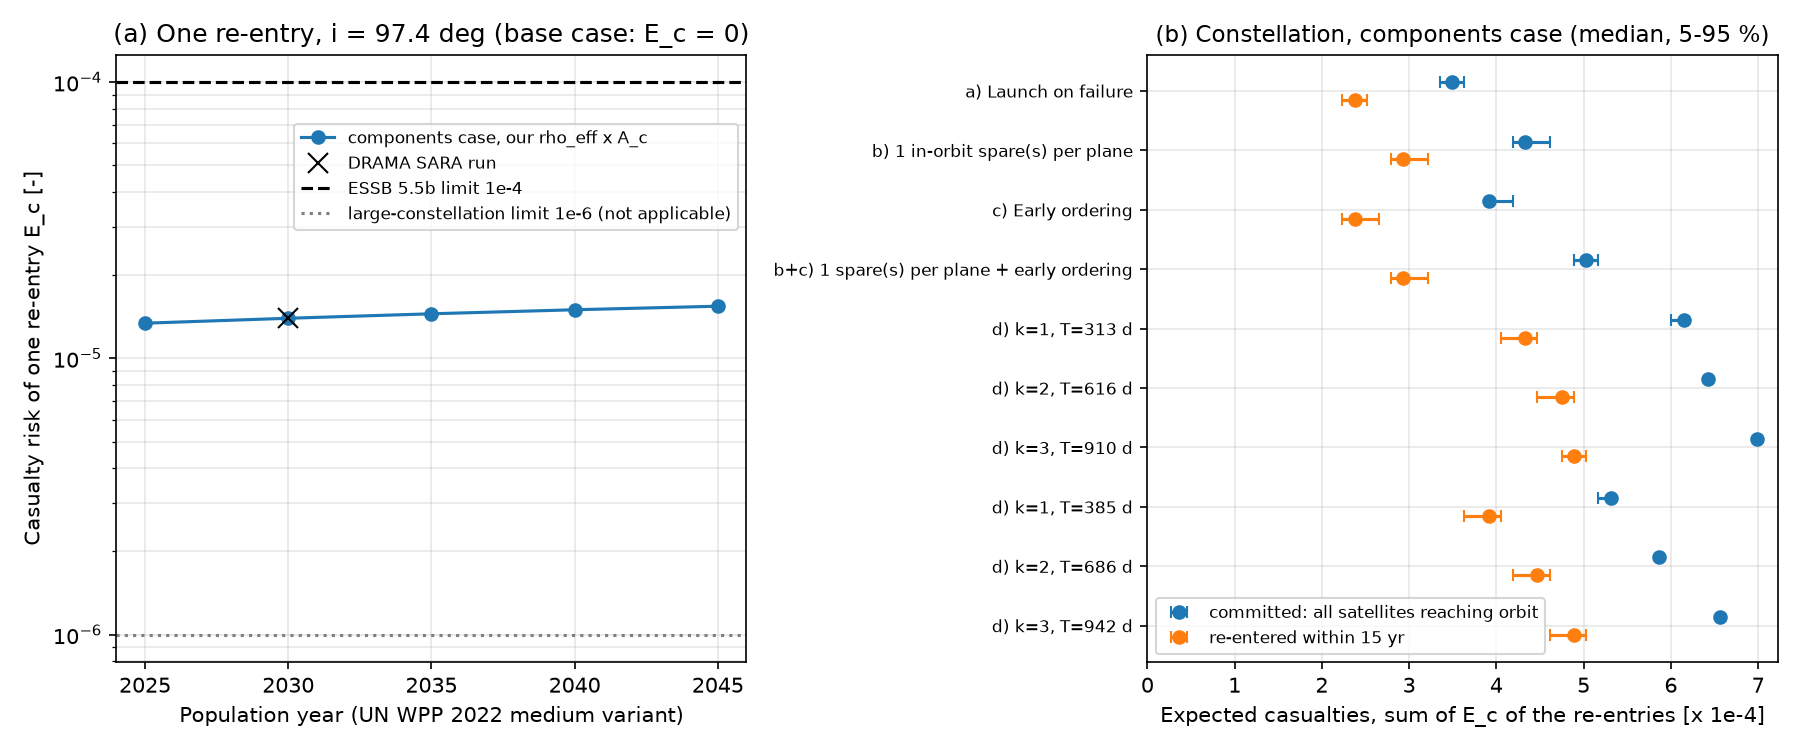 (a) One re-entry, i = 97.4 deg (base case: E_c = 0)
Casualty risk of one re-entry E_c [-]
10⁻⁴
10⁻⁵
10⁻⁶
components case, our rho_eff x A_c
DRAMA SARA run
ESSB 5.5b limit 1e-4
large-constellation limit 1e-6 (not applicable)
2025 2030 2035 2040 2045
Population year (UN WPP 2022 medium variant)
(b) Constellation, components case (median, 5-95 %)
a) Launch on failure
b) 1 in-orbit spare(s) per plane
c) Early ordering
b+c) 1 spare(s) per plane + early ordering
d) k=1, T=313 d
d) k=2, T=616 d
d) k=3, T=910 d
d) k=1, T=385 d
d) k=2, T=686 d
d) k=3, T=942 d
committed: all satellites reaching orbit
re-entered within 15 yr
0 1 2 3 4 5 6 7
Expected casualties, sum of E_c of the re-entries [x 1e-4]